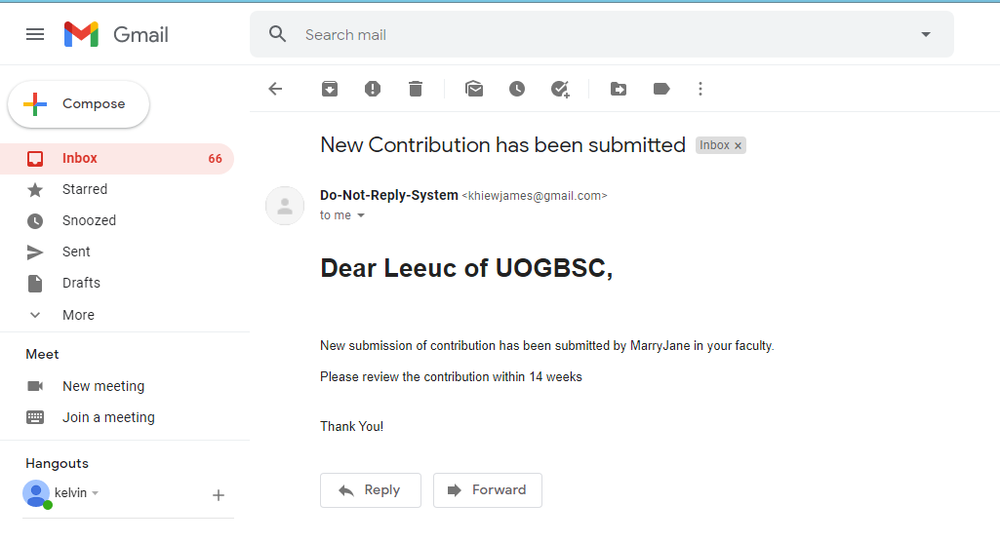 Gmail
Search mail
Compose
Inbox 66
Starred
Snoozed
Sent
Drafts
More
Meet
New meeting
Join a meeting
Hangouts
kelvin
New Contribution has been submitted Inbox x
Do-Not-Reply-System <khiewjames@gmail.com>
to me
Dear Leeuc of UOGBSC,
New submission of contribution has been submitted by MarryJane in your faculty.
Please review the contribution within 14 weeks
Thank You!
Reply Forward